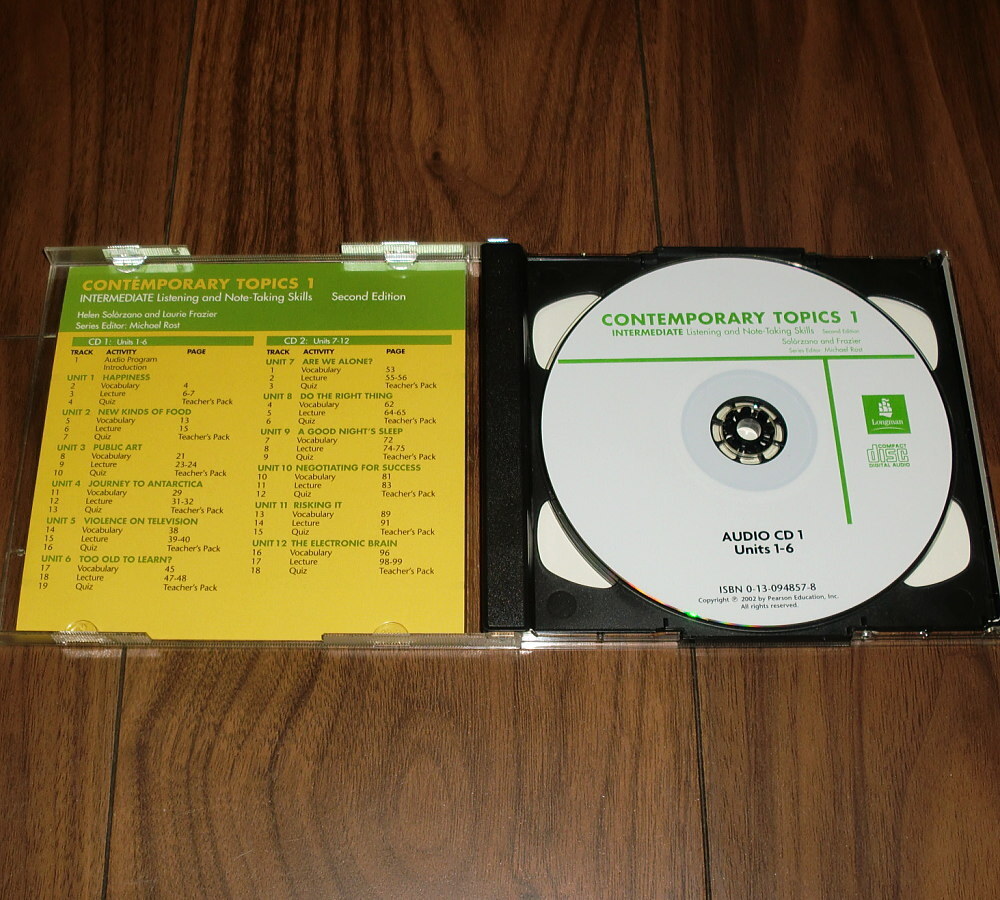 CONTEMPORARY TOPICS 1
INTERMEDIATE Listening and Note-Taking Skills Second Edition
Helen Solórzano and Laurie Frazier
Series Editor: Michael Rost
CD 1: Units 1-6
TRACK ACTIVITY PAGE
1 Audio Program
Introduction
UNIT 1 HAPPINESS
2 Vocabulary 4
3 Lecture 6-7
4 Quiz Teacher's Pack
UNIT 2 NEW KINDS OF FOOD
5 Vocabulary 13
6 Lecture 15
7 Quiz Teacher's Pack
UNIT 3 PUBLIC ART
8 Vocabulary 21
9 Lecture 23-24
10 Quiz Teacher's Pack
UNIT 4 JOURNEY TO ANTARCTICA
11 Vocabulary 29
12 Lecture 31-32
13 Quiz Teacher's Pack
UNIT 5 VIOLENCE ON TELEVISION
14 Vocabulary 38
15 Lecture 39-40
16 Quiz Teacher's Pack
UNIT 6 TOO OLD TO LEARN?
17 Vocabulary 45
18 Lecture 47-48
19 Quiz Teacher's Pack
CD 2: Units 7-12
TRACK ACTIVITY PAGE
UNIT 7 ARE WE ALONE?
1 Vocabulary 53
2 Lecture 55-56
3 Quiz Teacher's Pack
UNIT 8 DO THE RIGHT THING
4 Vocabulary 62
5 Lecture 64-65
6 Quiz Teacher's Pack
UNIT 9 A GOOD NIGHT'S SLEEP
7 Vocabulary 72
8 Lecture 74-75
9 Quiz Teacher's Pack
UNIT 10 NEGOTIATING FOR SUCCESS
10 Vocabulary 81
11 Lecture 83
12 Quiz Teacher's Pack
UNIT 11 RISKING IT
13 Vocabulary 89
14 Lecture 91
15 Quiz Teacher's Pack
UNIT 12 THE ELECTRONIC BRAIN
16 Vocabulary 96
17 Lecture 98-99
18 Quiz Teacher's Pack
CONTEMPORARY TOPICS 1
INTERMEDIATE Listening and Note-Taking Skills Second Edition
Solórzano and Frazier
Series Editor: Michael Rost
Longman
COMPACT
disc
DIGITAL AUDIO
AUDIO CD 1
Units 1-6
ISBN 0-13-094857-8
Copyright ℗ 2002 by Pearson Education, Inc.
All rights reserved.